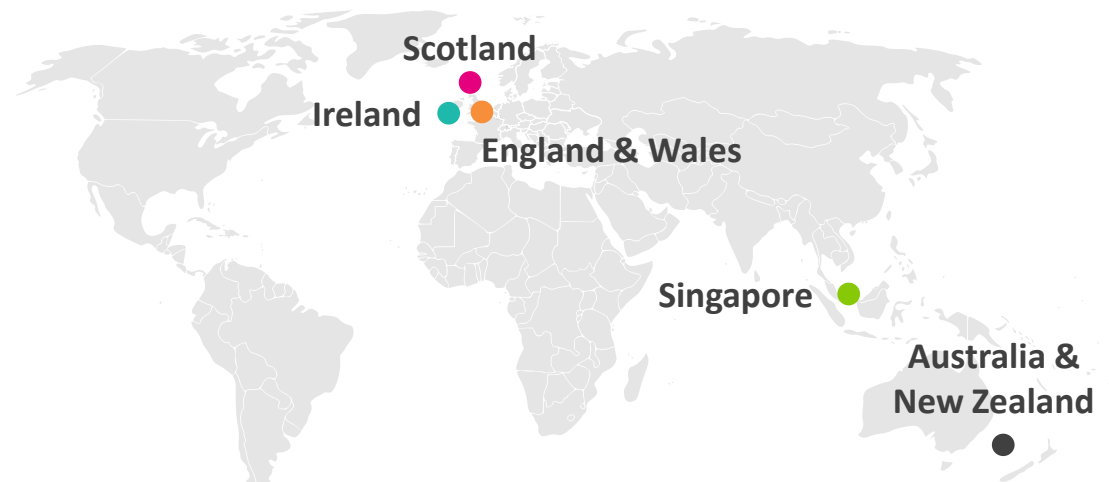 Scotland
Ireland
England & Wales
Singapore
Australia &
New Zealand